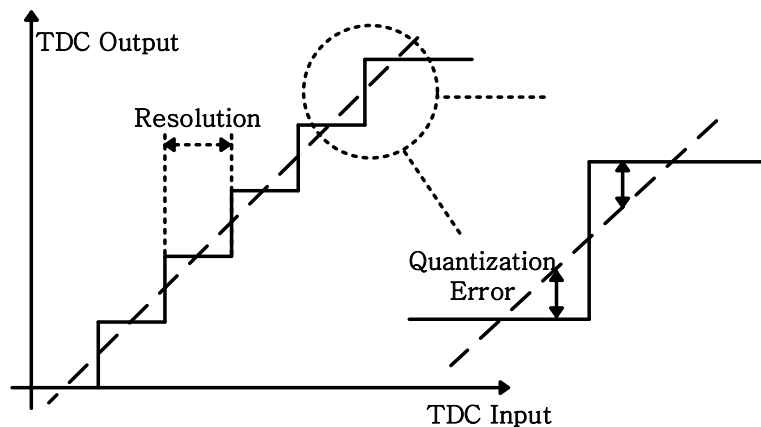 TDC Output
Resolution
Quantization
Error
TDC Input